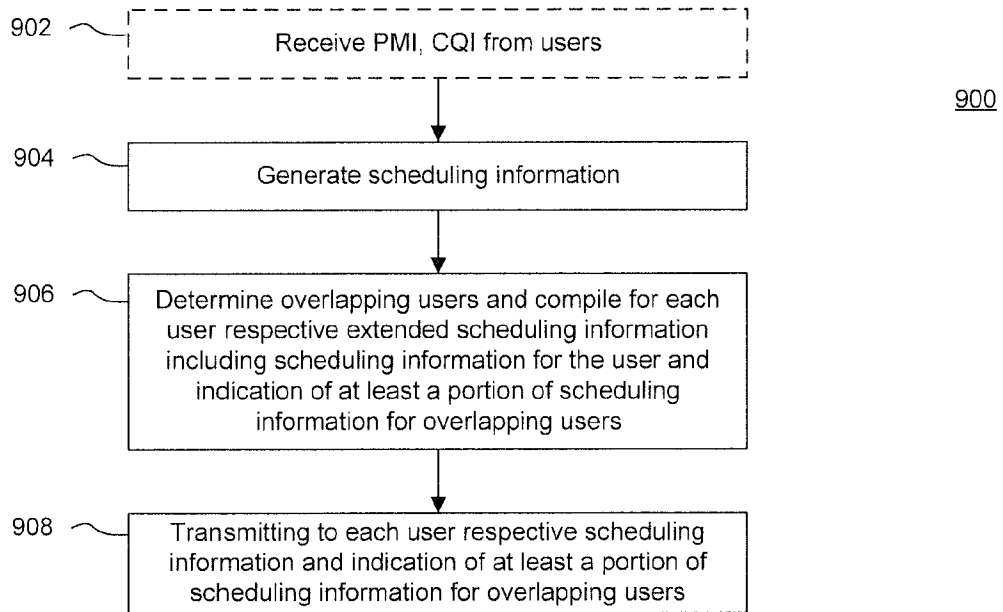 902
Receive PMI, CQI from users
900
904
Generate scheduling information
906
Determine overlapping users and compile for each
user respective extended scheduling information
including scheduling information for the user and
indication of at least a portion of scheduling
information for overlapping users
908
Transmitting to each user respective scheduling
information and indication of at least a portion of
scheduling information for overlapping users